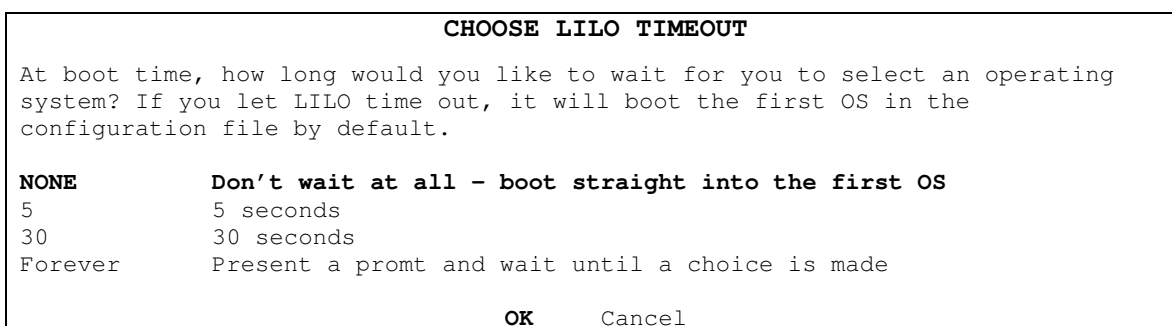 CHOOSE LILO TIMEOUT
At boot time, how long would you like to wait for you to select an operating
system? If you let LILO time out, it will boot the first OS in the
configuration file by default.
NONE Don't wait at all – boot straight into the first OS
5 5 seconds
30 30 seconds
Forever Present a promt and wait until a choice is made
OK Cancel